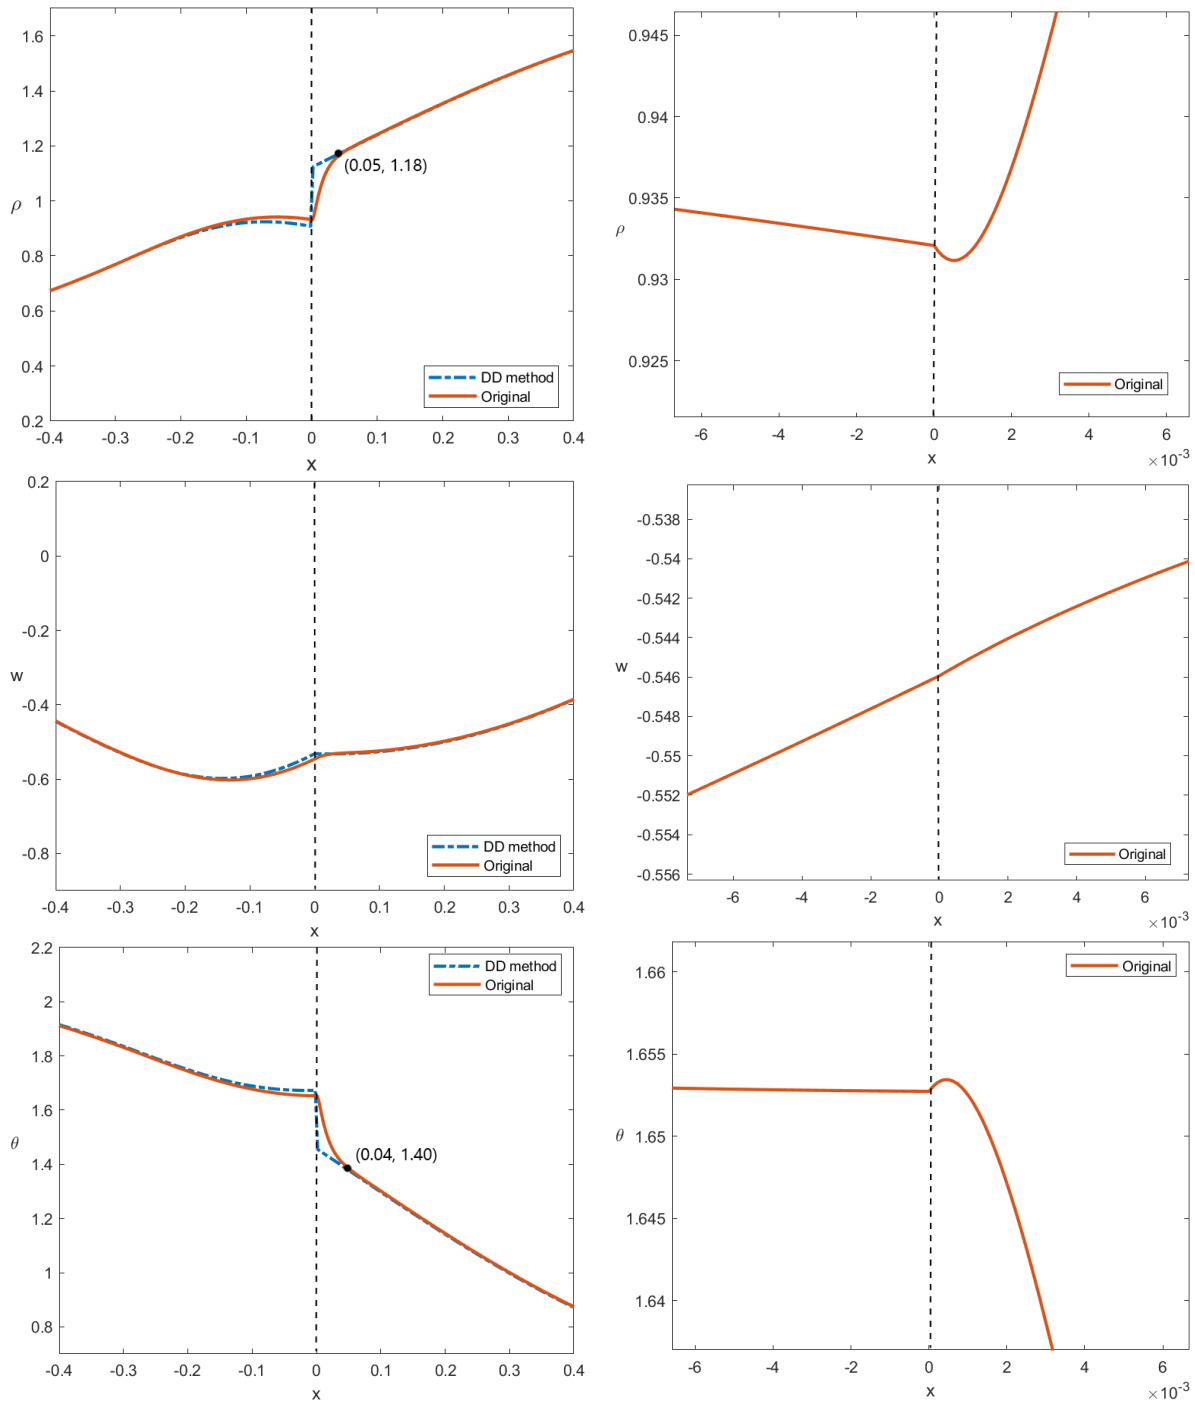 1.6
1.4
1.2
1
ρ
0.8
0.6
0.4
0.2
(0.05, 1.18)
DD method
Original
-0.4 -0.3 -0.2 -0.1 0 0.1 0.2 0.3 0.4
x
0.945
0.94
0.935
ρ
0.93
0.925
Original
-6 -4 -2 0 2 4 6
x
×10-3
0.2
0
-0.2
w
-0.4
-0.6
-0.8
DD method
Original
-0.4 -0.3 -0.2 -0.1 0 0.1 0.2 0.3 0.4
x
-0.538
-0.54
-0.542
-0.544
w
-0.546
-0.548
-0.55
-0.552
-0.554
-0.556
Original
-6 -4 -2 0 2 4 6
x
×10-3
2.2
2
1.8
1.6
θ
1.4
1.2
1
0.8
DD method
Original
(0.04, 1.40)
-0.4 -0.3 -0.2 -0.1 0 0.1 0.2 0.3 0.4
x
1.66
1.655
θ
1.65
1.645
1.64
Original
-6 -4 -2 0 2 4 6
x
×10-3